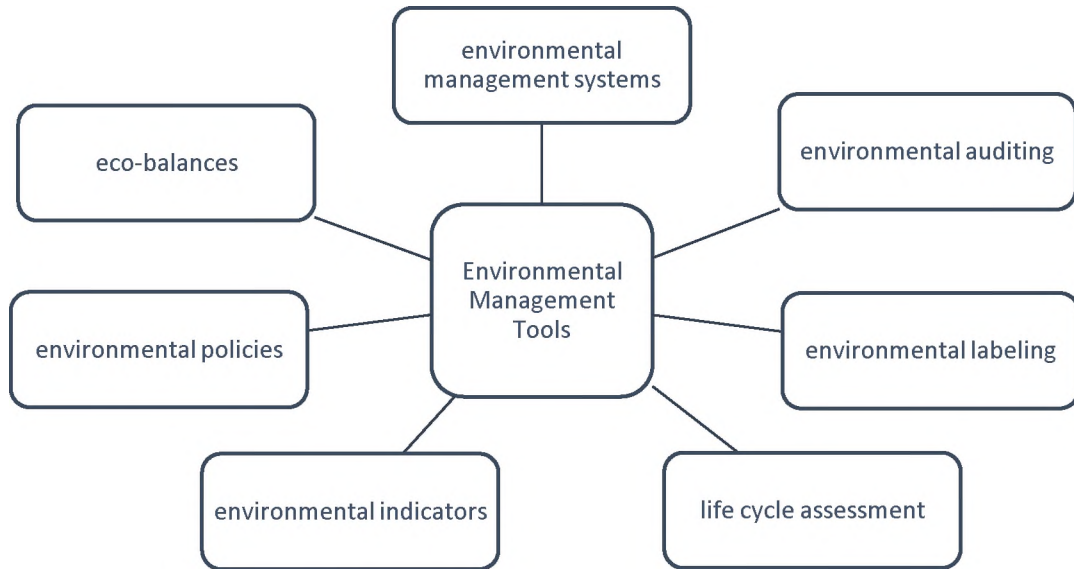 environmental
management systems
eco-balances
environmental auditing
Environmental
Management
Tools
environmental policies
environmental labeling
environmental indicators
life cycle assessment